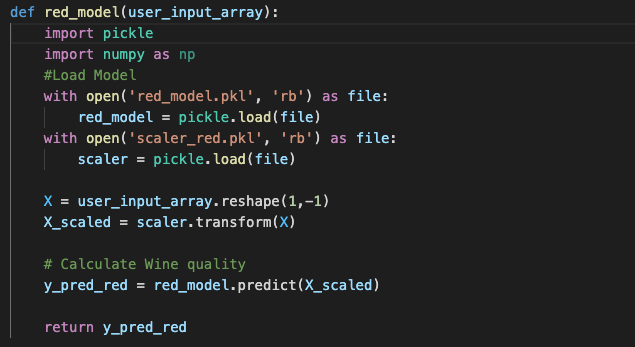 def red_model(user_input_array):
    import pickle
    import numpy as np
    #Load Model
    with open('red_model.pkl', 'rb') as file:
        red_model = pickle.load(file)
    with open('scaler_red.pkl', 'rb') as file:
        scaler = pickle.load(file)

    X = user_input_array.reshape(1,-1)
    X_scaled = scaler.transform(X)

    # Calculate Wine quality
    y_pred_red = red_model.predict(X_scaled)

    return y_pred_red